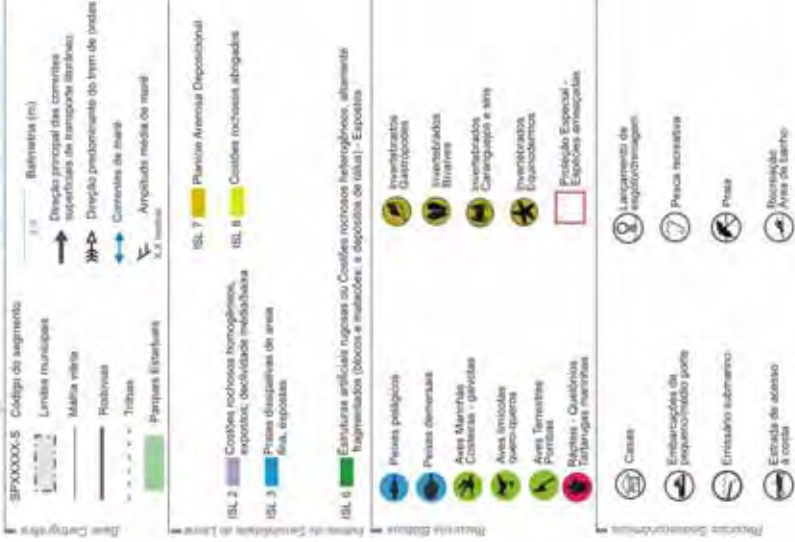 Base Cartográfica
SPXXXXX-S Código do segmento
Limites municipais
Malha viária
Rodovias
Trilhas
Parques Estaduais
Batimetria (m)
Direção principal das correntes
superficiais de transporte litorâneo
Direção predominante do trem de ondas
Correntes de maré
Amplitude média de maré
Índices de Sensibilidade do Litoral
ISL 2 Costões rochosos homogêneos,
expostos, declividade média/baixa
ISL 3 Praias dissipativas de areia
fina, expostas
ISL 6 Estruturas artificiais rugosas ou Costões rochosos heterogêneos, altamente
fragmentados (blocos e matacões; e depósitos de tálus) - Expostos
ISL 7 Planície Arenosa Deposicional
ISL 8 Costões rochosos abrigados
Recursos Bióticos
Peixes pelágicos
Peixes demersais
Aves Marinhas
Costeiras - gaivotas
Aves limícolas
quero-queros
Aves Terrestres
Pombas
Répteis - Quelônios
Tartarugas marinhas
Invertebrados
Gastrópodes
Invertebrados
Bivalves
Invertebrados
Caranguejos e siris
Invertebrados
Equinodermos
Proteção Especial -
Espécies ameaçadas
Recursos Socioeconômicos
Casas
Embarcações de
pequeno/médio porte
Emissário submarino
Estrada de acesso
à costa
Lançamento de
esgoto/drenagem
Pesca recreativa
Praia
Recreação
Área de banho